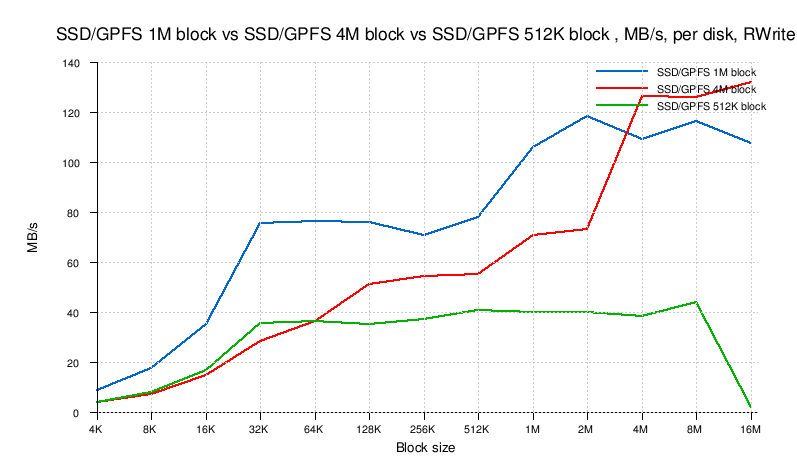 SSD/GPFS 1M block vs SSD/GPFS 4M block vs SSD/GPFS 512K block , MB/s, per disk, RWrite
SSD/GPFS 1M block
SSD/GPFS 4M block
SSD/GPFS 512K block
MB/s
140
120
100
80
60
40
20
0
4K 8K 16K 32K 64K 128K 256K 512K 1M 2M 4M 8M 16M
Block size